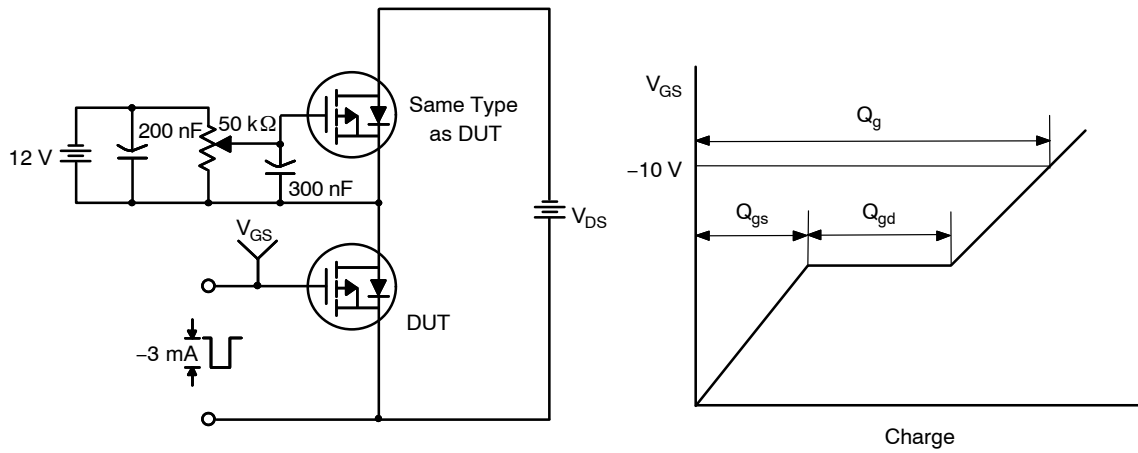 12 V
200 nF
50 kΩ
300 nF
Same Type
as DUT
V_DS
V_GS
DUT
−3 mA
V_GS
−10 V
Q_g
Q_gs
Q_gd
Charge